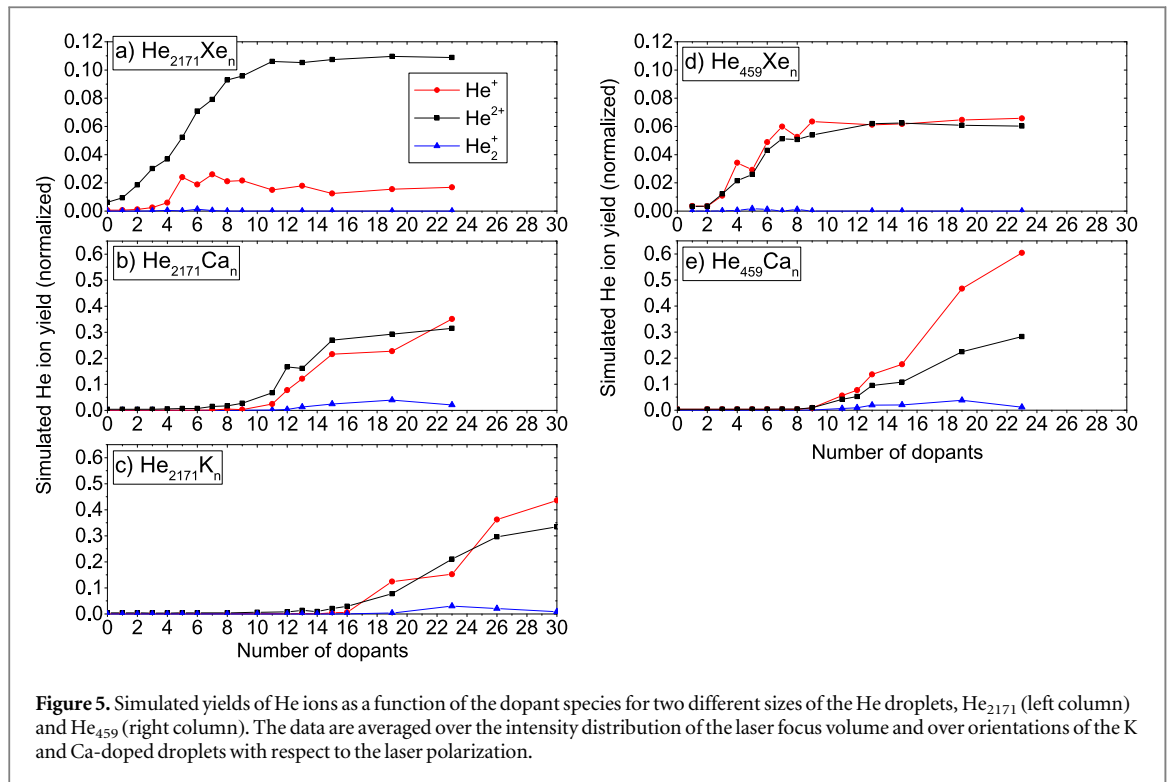 a) He2171Xen
0.12
0.10
0.08
0.06
0.04
0.02
0.00
0 2 4 6 8 10 12 14 16 18 20 22 24 26 28 30
He+
He2+
He2+
b) He2171Can
0.6
0.5
0.4
0.3
0.2
0.1
0.0
0 2 4 6 8 10 12 14 16 18 20 22 24 26 28 30
c) He2171Kn
0.6
0.5
0.4
0.3
0.2
0.1
0.0
0 2 4 6 8 10 12 14 16 18 20 22 24 26 28 30
Number of dopants
Simulated He ion yield (normalized)
d) He459Xen
0.12
0.10
0.08
0.06
0.04
0.02
0.00
0 2 4 6 8 10 12 14 16 18 20 22 24 26 28 30
e) He459Can
0.6
0.5
0.4
0.3
0.2
0.1
0.0
0 2 4 6 8 10 12 14 16 18 20 22 24 26 28 30
Number of dopants
Simulated He ion yield (normalized)
Figure 5. Simulated yields of He ions as a function of the dopant species for two different sizes of the He droplets, He2171 (left column)
and He459 (right column). The data are averaged over the intensity distribution of the laser focus volume and over orientations of the K
and Ca-doped droplets with respect to the laser polarization.